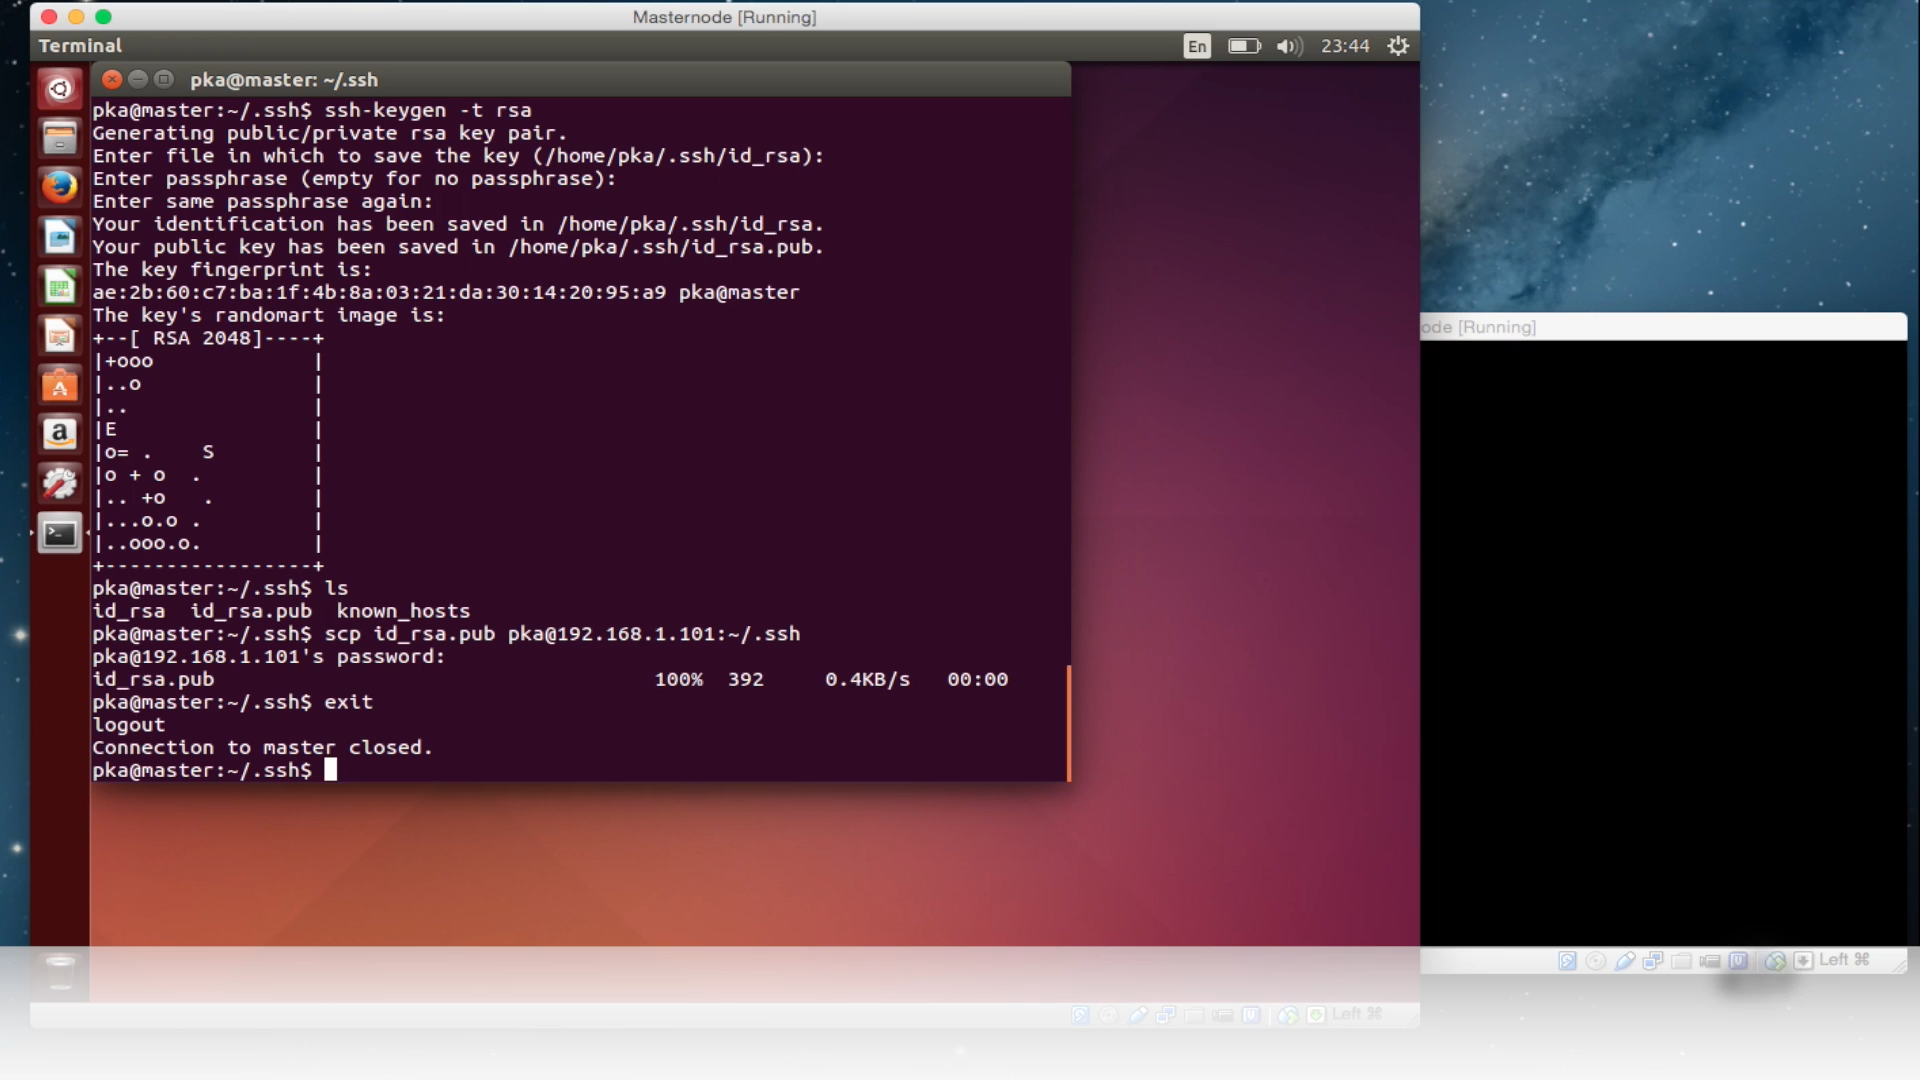 Masternode [Running]
Terminal
En
23:44
pka@master: ~/.ssh
pka@master:~/.ssh$ ssh-keygen -t rsa
Generating public/private rsa key pair.
Enter file in which to save the key (/home/pka/.ssh/id_rsa):
Enter passphrase (empty for no passphrase):
Enter same passphrase again:
Your identification has been saved in /home/pka/.ssh/id_rsa.
Your public key has been saved in /home/pka/.ssh/id_rsa.pub.
The key fingerprint is:
ae:2b:60:c7:ba:1f:4b:8a:03:21:da:30:14:20:95:a9 pka@master
The key's randomart image is:
+--[ RSA 2048]----+
|+ooo             |
|..o              |
|..               |
|E                |
|o= .    S        |
|o + o  .         |
|.. +o   .        |
|...o.o .         |
|..ooo.o.         |
+-----------------+
pka@master:~/.ssh$ ls
id_rsa  id_rsa.pub  known_hosts
pka@master:~/.ssh$ scp id_rsa.pub pka@192.168.1.101:~/.ssh
pka@192.168.1.101's password:
id_rsa.pub                                    100%  392     0.4KB/s   00:00
pka@master:~/.ssh$ exit
logout
Connection to master closed.
pka@master:~/.ssh$
ode [Running]
Left ⌘
Left ⌘